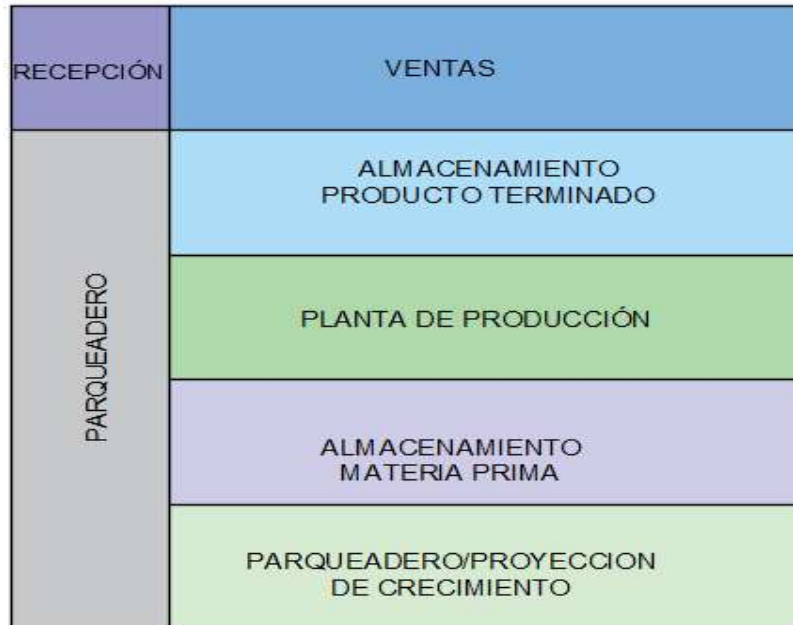 RECEPCIÓN
VENTAS
ALMACENAMIENTO
PRODUCTO TERMINADO
PARQUEADERO
PLANTA DE PRODUCCIÓN
ALMACENAMIENTO
MATERIA PRIMA
PARQUEADERO/PROYECCION
DE CRECIMIENTO